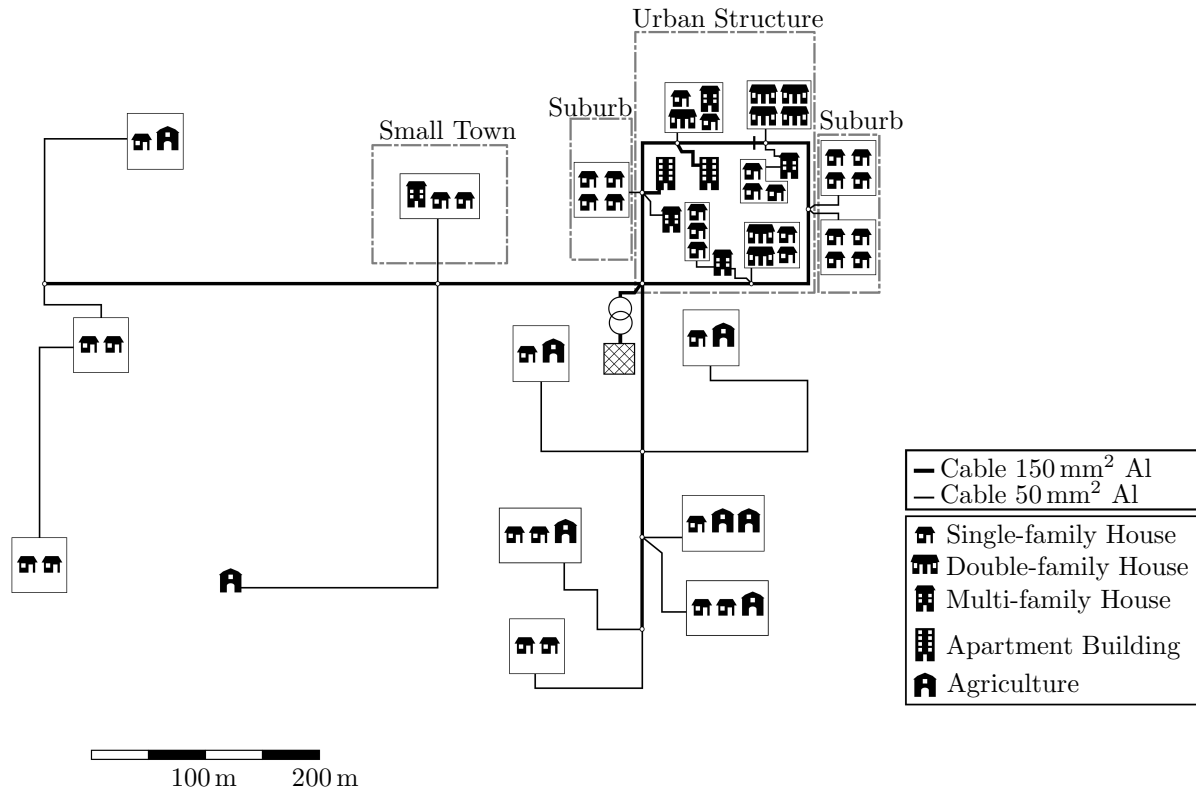 Urban Structure
Suburb
Suburb
Small Town
Cable 150 mm² Al
Cable 50 mm² Al
Single-family House
Double-family House
Multi-family House
Apartment Building
Agriculture
100 m
200 m